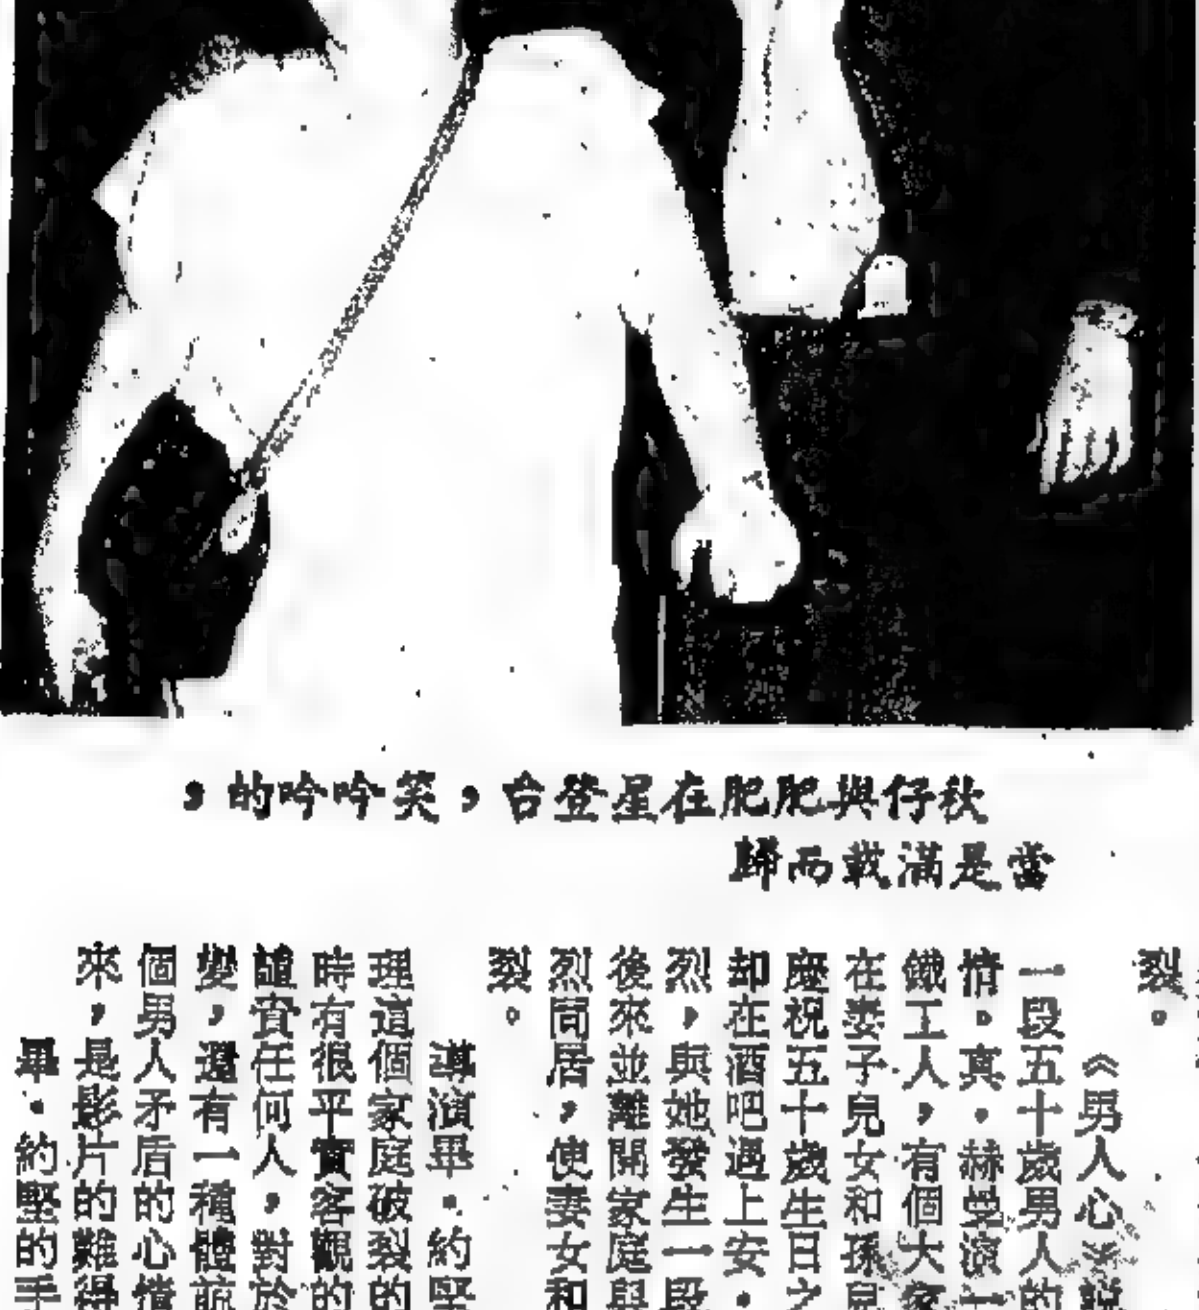 秋仔與肥肥在星登台，笑吟吟的，
當是滿載而歸
裂。
《男人心》
一段五十歲男人的
情。真．赫曼演一
鐵工人，有個大家
在妻子兒女和孫兒
慶祝五十歲生日之
却在酒吧遇上安．
烈，與她發生一段
後來並離開家庭與
烈同居，使妻女和
裂。
導演畢．約堅
理這個家庭破裂的
時有很平實客觀的
譴責任何人，對於
變，還有一種體諒
個男人矛盾的心情
來，是影片的難得
畢．約堅的手